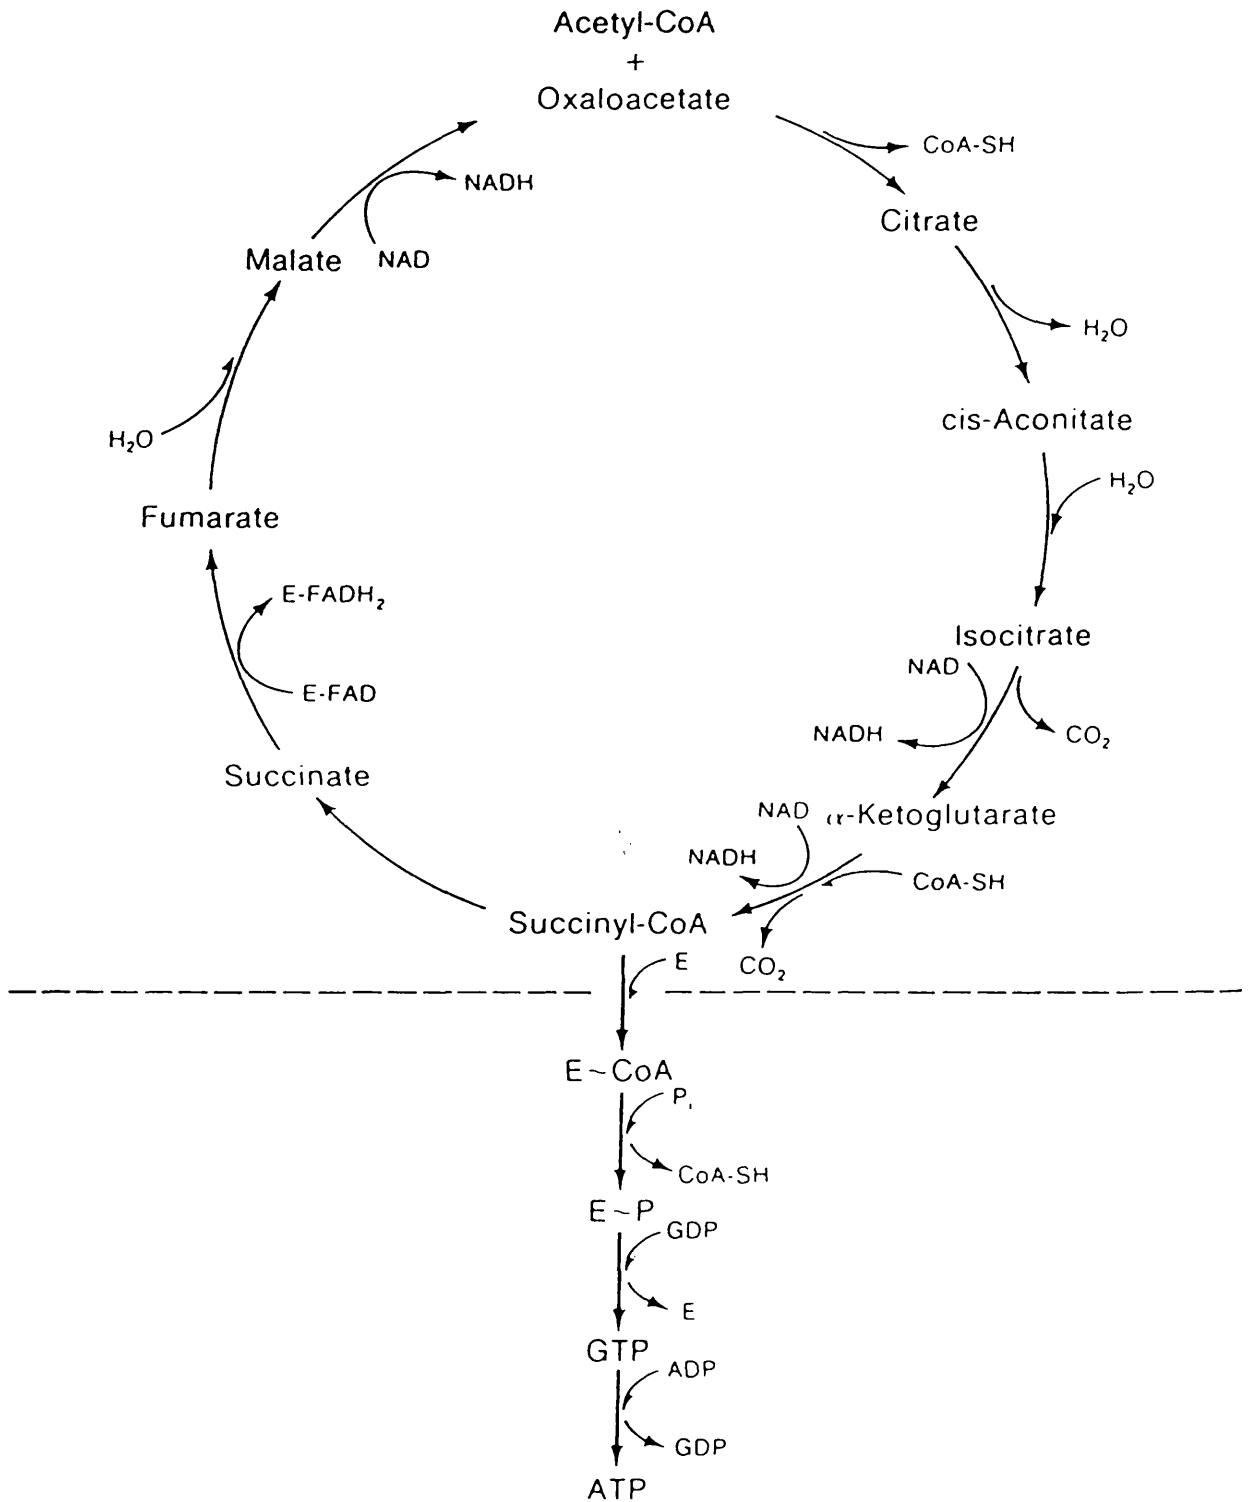 Acetyl-CoA
+
Oxaloacetate
CoA-SH
Citrate
H₂O
cis-Aconitate
H₂O
Isocitrate
NAD
NADH
CO₂
α-Ketoglutarate
NAD
NADH
CoA-SH
CO₂
Succinyl-CoA
Succinate
E-FAD
E-FADH₂
Fumarate
H₂O
Malate
NAD
NADH
E
E~CoA
Pᵢ
CoA-SH
E~P
GDP
E
GTP
ADP
GDP
ATP